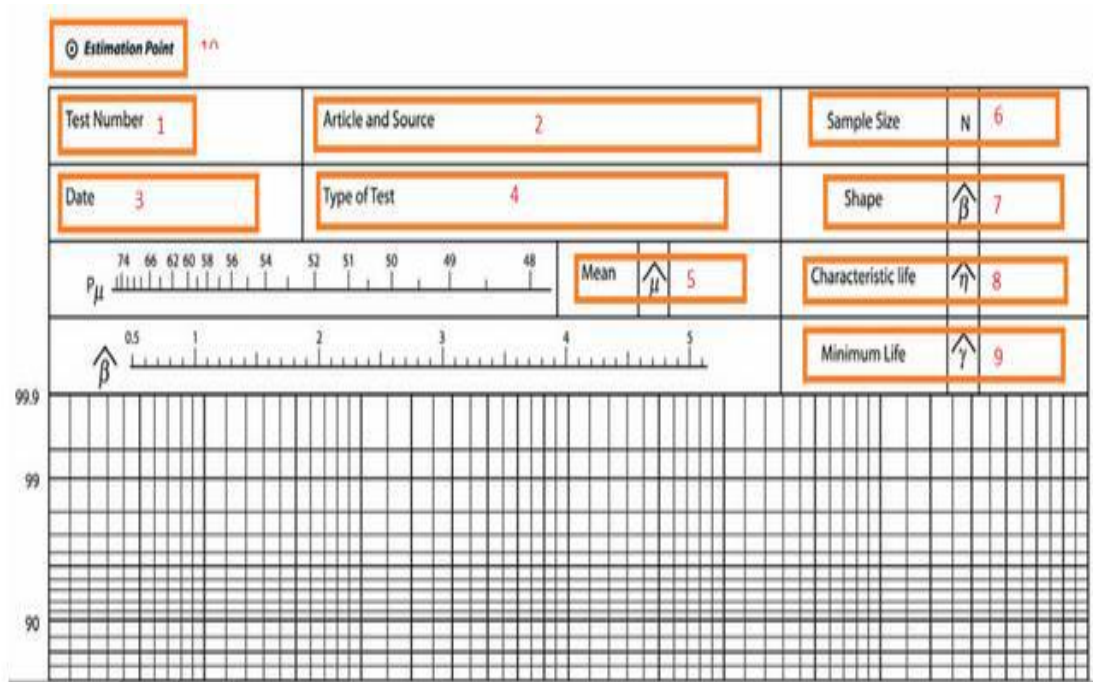 ⊙ Estimation Point 10
Test Number 1
Article and Source 2
Sample Size N 6
Date 3
Type of Test 4
Shape β̂ 7
74 66 62 60 58 56 54 52 51 50 49 48
Pμ
Mean μ̂ 5
Characteristic life η̂ 8
0.5 1 2 3 4 5
β̂
Minimum Life γ̂ 9
99.9
99
90